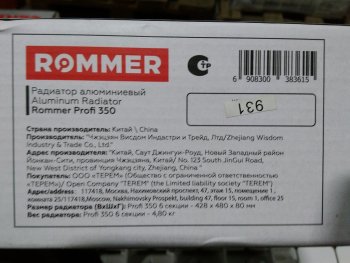 ROMMER
TP
6 908300 383615
931
Радиатор алюминиевый
Aluminum Radiator
Rommer Profi 350
Страна производитель: Китай \ China
Производитель: "Чжэцзян Висдом Индастри и Трейд, Лтд/Zhejiang Wisdom
Industry & Trade Co., Ltd."
Адрес производителя: Китай, Саут Джингуи-Роуд, Новый Западный район
Йонкан-Сити, провинция Чжэцзян, Китай/ No. 123 South JinGui Road,
New West District of Yongkang City, Zhejiang, China
Покупатель: ООО «ТЕРЕМ» (Общество с ограниченной ответственностью
«ТЕРЕМ»)/ Open Company "TEREM" (the Limited liability society "TEREM")
Адрес: 117418, Москва, Нахимовский проспект, 47, этаж 15, помещение 1,
комната 25/117418,Moscow, Nakhimovsky Prospekt, building 47, floor 15, room 1, office 25
Размер радиатора (ВхШхГ): Profi 350 6 секции - 428 x 480 x 80 мм
Вес радиатора: Profi 350 6 секции - 4,80 кг